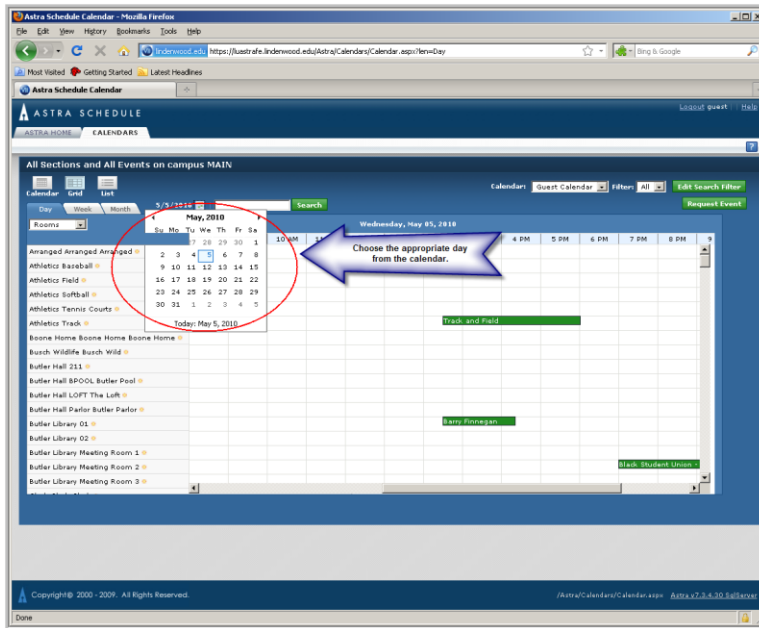 Astra Schedule Calendar - Mozilla Firefox
File Edit View History Bookmarks Tools Help
linderwood.edu https://luastrafe.lindenwood.edu/Astra/Calendars/Calendar.aspx?len=Day
Bing & Google
Most Visited Getting Started Latest Headlines
Astra Schedule Calendar
ASTRA SCHEDULE
Logout guest | Help
ASTRA HOME CALENDARS
All Sections and All Events on campus MAIN
Calendar Grid List
Calendar: Guest Calendar Filter: All Edit Search Filter
Day Week Month 5/5/2010 Search Request Event
Rooms
May, 2010
Su Mo Tu We Th Fr Sa
27 28 29 30 1
2 3 4 5 6 7 8
9 10 11 12 13 14 15
16 17 18 19 20 21 22
23 24 25 26 27 28 29
30 31 1 2 3 4 5
Today: May 5, 2010
Wednesday, May 05, 2010
10 AM 4 PM 5 PM 6 PM 7 PM 8 PM 9
Choose the appropriate day
from the calendar.
Arranged Arranged Arranged
Athletics Baseball
Athletics Field
Athletics Softball
Athletics Tennis Courts
Athletics Track
Track and Field
Boone Home Boone Home Boone Home
Busch Wildlife Busch Wild
Butler Hall 211
Butler Hall BPOOL Butler Pool
Butler Hall LOFT The Loft
Butler Hall Parlor Butler Parlor
Butler Library 01
Barry Finnegan
Butler Library 02
Butler Library Meeting Room 1
Butler Library Meeting Room 2
Black Student Union -
Butler Library Meeting Room 3
Copyright© 2000 - 2009. All Rights Reserved.
/Astra/Calendars/Calendar.aspx Astra v7.3.4.30 SqlServer
Done